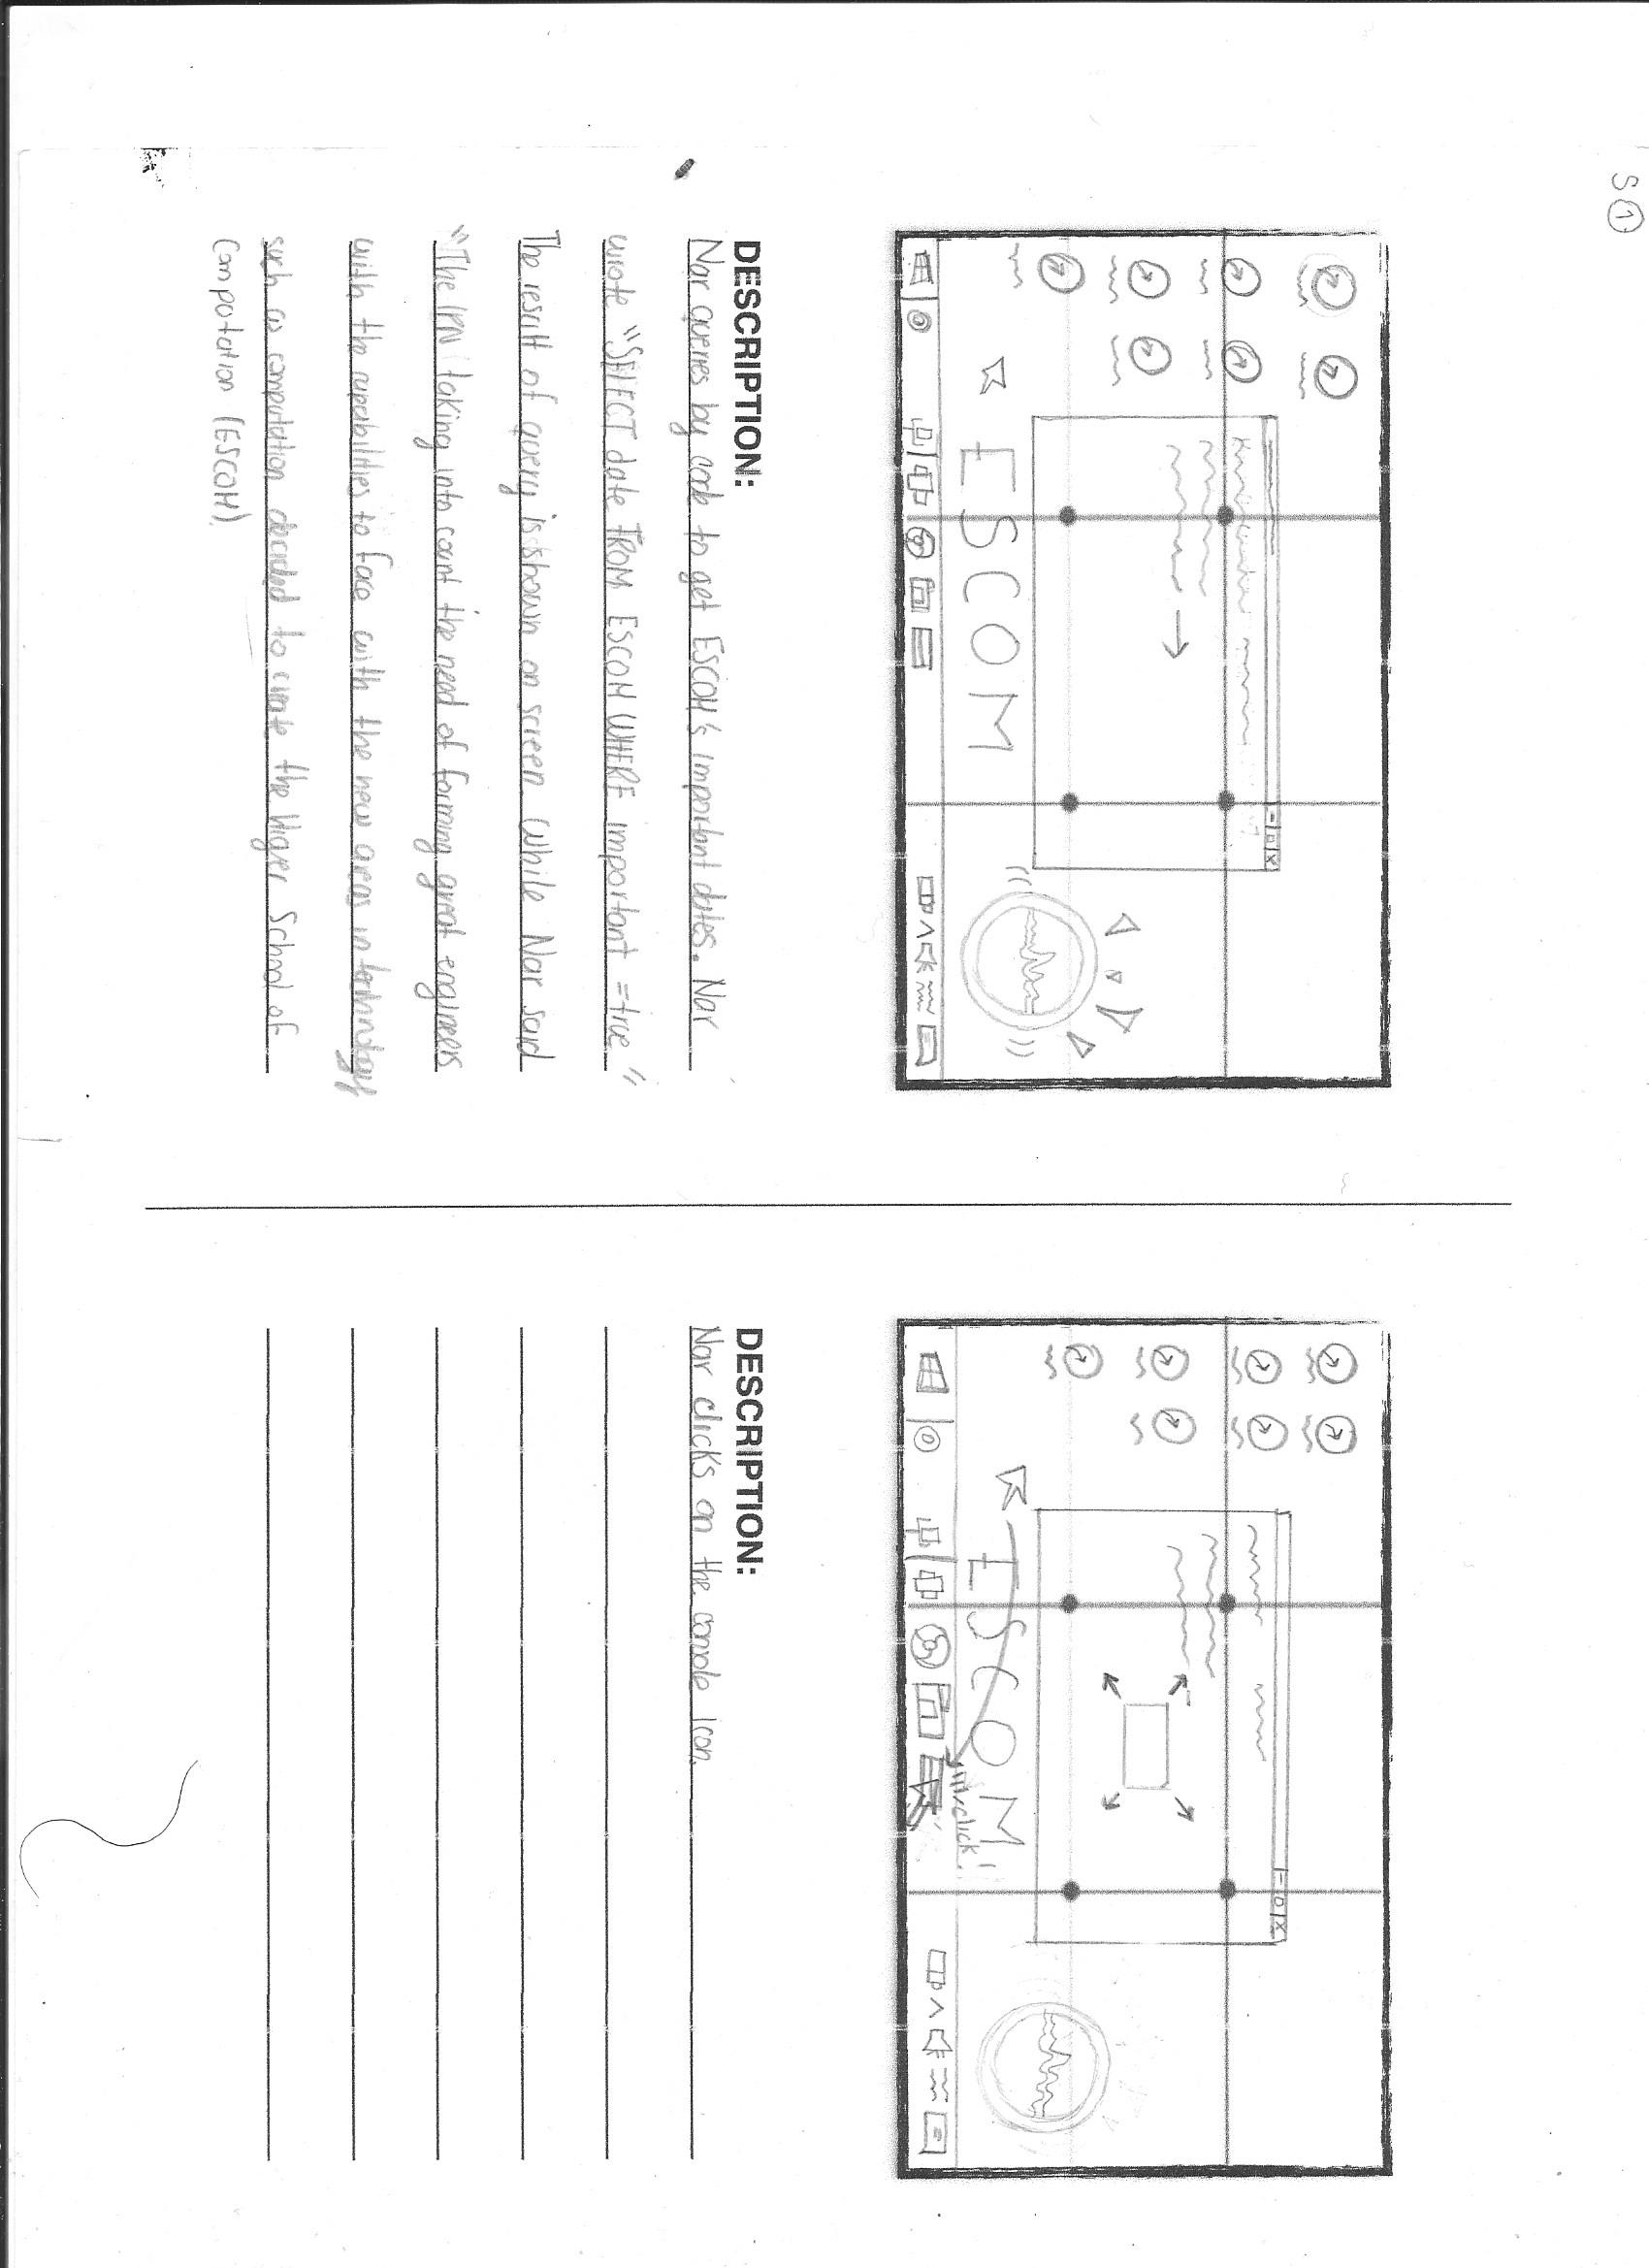 S ①
ESCOM
DESCRIPTION:
Nar queries by code to get ESCOM's important dates. Nar
wrote "SELECT date FROM ESCOM WHERE important = true"
The result of query is shown on screen while Nar said
"The IPN taking into count the need of forming great engineers
with the capabilities to face with the new areas in technology
such as computation decided to create the Higer School of
Computation (ESCOM).
click!
ESCOM
DESCRIPTION:
Nar clicks on the console Icon.